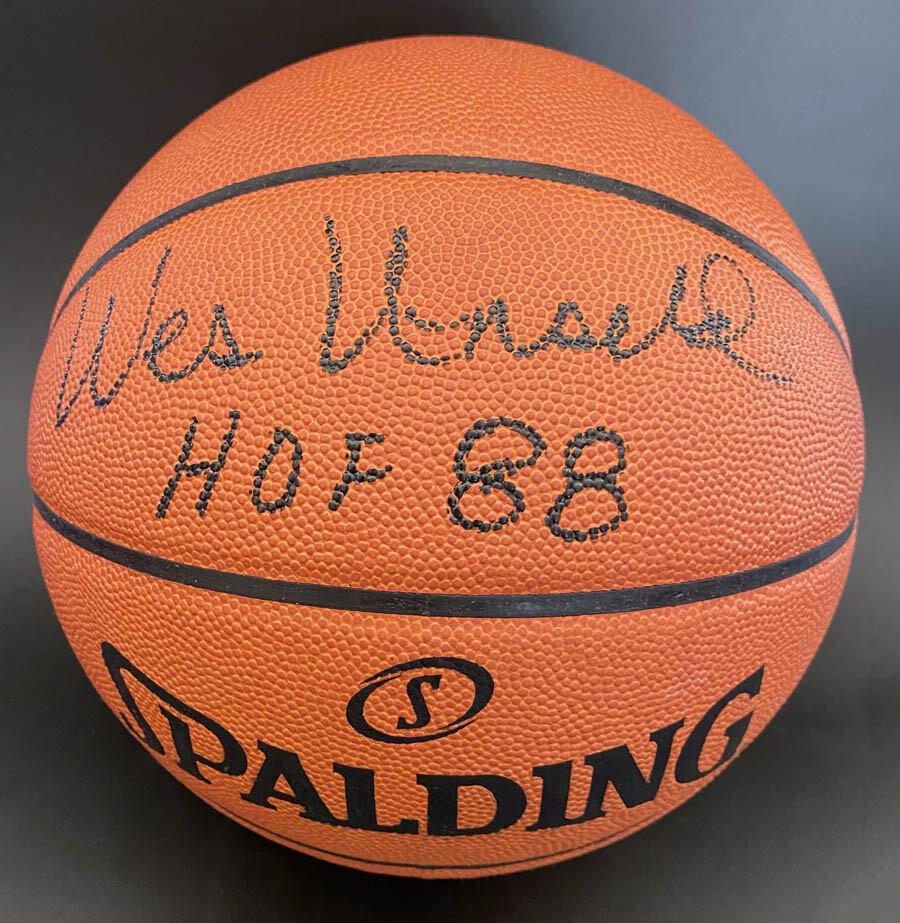 Wes Unseld
HOF 88
S
SPALDING